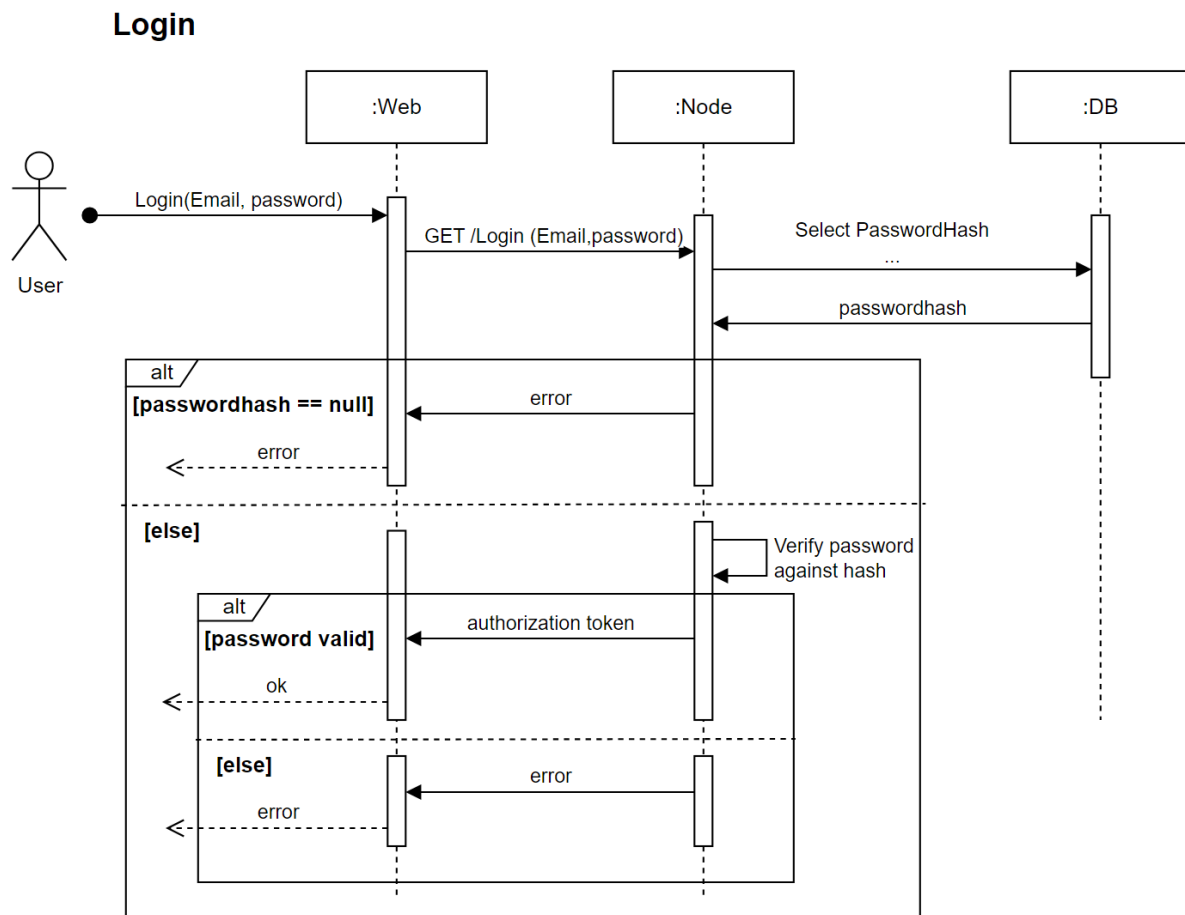 Login
:Web
:Node
:DB
User
Login(Email, password)
GET /Login (Email,password)
Select PasswordHash
...
passwordhash
alt
[passwordhash == null]
error
error
[else]
Verify password
against hash
alt
[password valid]
authorization token
ok
[else]
error
error